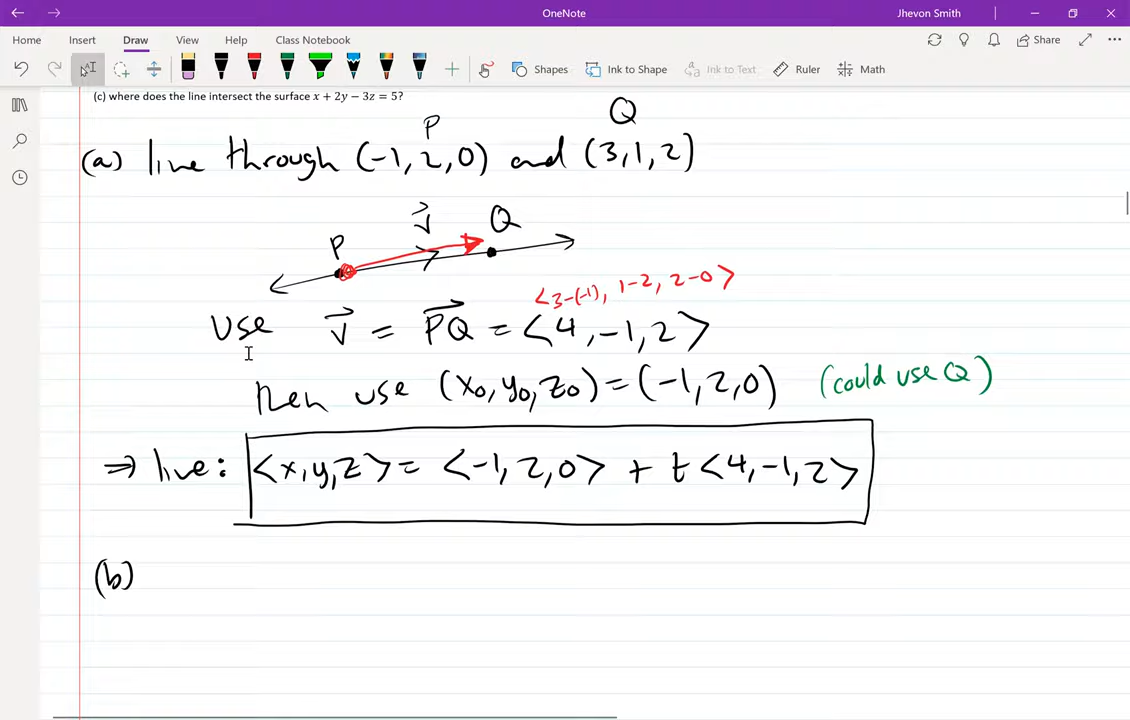 OneNote
Jhevon Smith
Home Insert Draw View Help Class Notebook
Share
Shapes Ink to Shape Ink to Text Ruler Math
(c) where does the line intersect the surface x + 2y − 3z = 5?
P Q
(a) line through (-1, 2, 0) and (3, 1, 2)
v⃗ Q
P
<3-(-1), 1-2, 2-0>
Use v⃗ = PQ⃗ = <4, -1, 2>
Then use (x₀, y₀, z₀) = (-1, 2, 0) (could use Q)
⇒ line: <x, y, z> = <-1, 2, 0> + t <4, -1, 2>
(b)